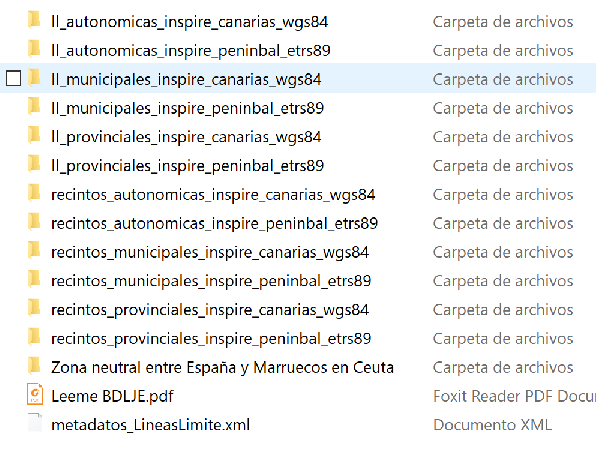 ll_autonomicas_inspire_canarias_wgs84 Carpeta de archivos
ll_autonomicas_inspire_peninbal_etrs89 Carpeta de archivos
ll_municipales_inspire_canarias_wgs84 Carpeta de archivos
ll_municipales_inspire_peninbal_etrs89 Carpeta de archivos
ll_provinciales_inspire_canarias_wgs84 Carpeta de archivos
ll_provinciales_inspire_peninbal_etrs89 Carpeta de archivos
recintos_autonomicas_inspire_canarias_wgs84 Carpeta de archivos
recintos_autonomicas_inspire_peninbal_etrs89 Carpeta de archivos
recintos_municipales_inspire_canarias_wgs84 Carpeta de archivos
recintos_municipales_inspire_peninbal_etrs89 Carpeta de archivos
recintos_provinciales_inspire_canarias_wgs84 Carpeta de archivos
recintos_provinciales_inspire_peninbal_etrs89 Carpeta de archivos
Zona neutral entre España y Marruecos en Ceuta Carpeta de archivos
Leeme BDLJE.pdf Foxit Reader PDF Docu
metadatos_LineasLimite.xml Documento XML